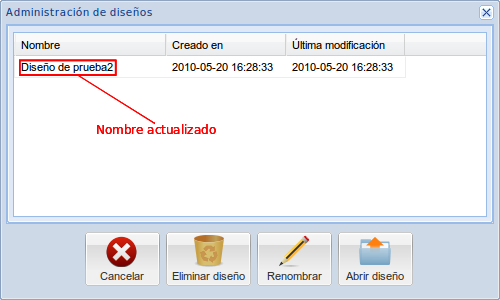 Administración de diseños
Nombre Creado en Última modificación
Diseño de prueba2 2010-05-20 16:28:33 2010-05-20 16:28:33
Nombre actualizado
Cancelar Eliminar diseño Renombrar Abrir diseño